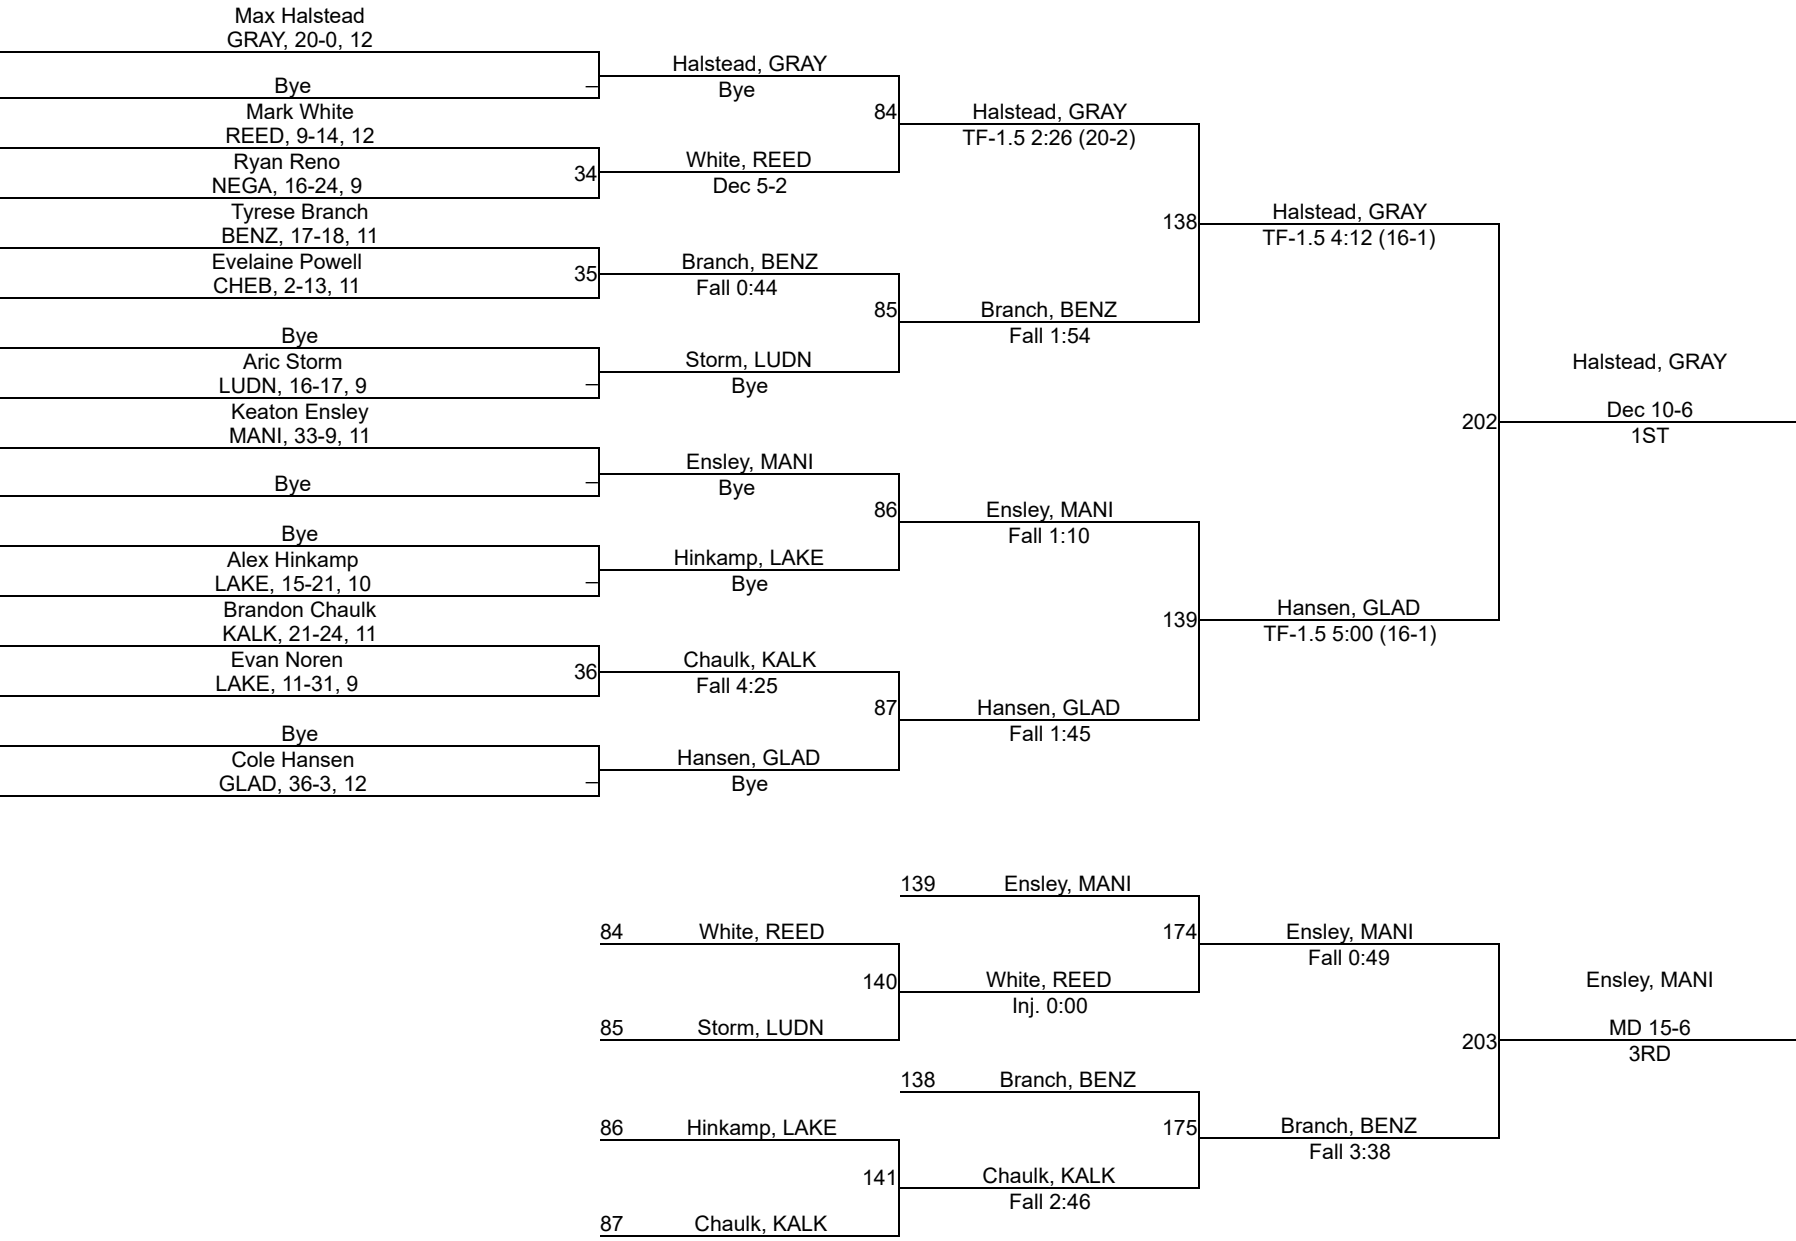 Max Halstead
GRAY, 20-0, 12
Bye
–
Mark White
REED, 9-14, 12
Ryan Reno
NEGA, 16-24, 9
34
Tyrese Branch
BENZ, 17-18, 11
Evelaine Powell
CHEB, 2-13, 11
35
Bye
Aric Storm
LUDN, 16-17, 9
–
Keaton Ensley
MANI, 33-9, 11
Bye
–
Bye
Alex Hinkamp
LAKE, 15-21, 10
–
Brandon Chaulk
KALK, 21-24, 11
Evan Noren
LAKE, 11-31, 9
36
Bye
Cole Hansen
GLAD, 36-3, 12
–
Halstead, GRAY
Bye
84
White, REED
Dec 5-2
Branch, BENZ
Fall 0:44
85
Storm, LUDN
Bye
Ensley, MANI
Bye
86
Hinkamp, LAKE
Bye
Chaulk, KALK
Fall 4:25
87
Hansen, GLAD
Bye
Halstead, GRAY
TF-1.5 2:26 (20-2)
138
Branch, BENZ
Fall 1:54
Ensley, MANI
Fall 1:10
139
Hansen, GLAD
Fall 1:45
Halstead, GRAY
TF-1.5 4:12 (16-1)
202
Hansen, GLAD
TF-1.5 5:00 (16-1)
Halstead, GRAY
Dec 10-6
1ST
84 White, REED
140
85 Storm, LUDN
86 Hinkamp, LAKE
141
87 Chaulk, KALK
139 Ensley, MANI
174
White, REED
Inj. 0:00
138 Branch, BENZ
175
Chaulk, KALK
Fall 2:46
Ensley, MANI
Fall 0:49
203
Branch, BENZ
Fall 3:38
Ensley, MANI
MD 15-6
3RD